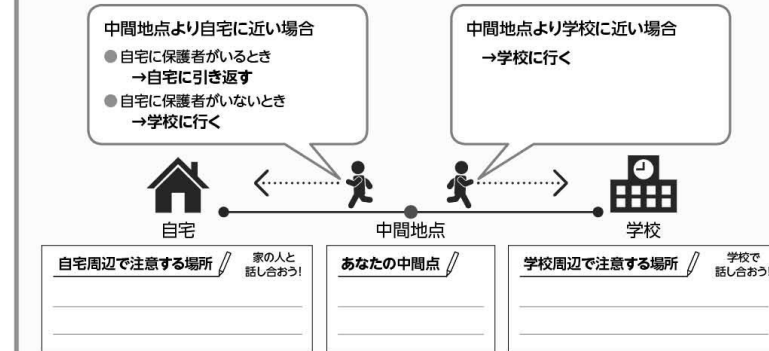 中間地点より自宅に近い場合
●自宅に保護者がいるとき
→自宅に引き返す
●自宅に保護者がいないとき
→学校に行く
中間地点より学校に近い場合
→学校に行く
自宅
中間地点
学校
自宅周辺で注意する場所
家の人と
話し合おう!
あなたの中間点
学校周辺で注意する場所
学校で
話し合おう!